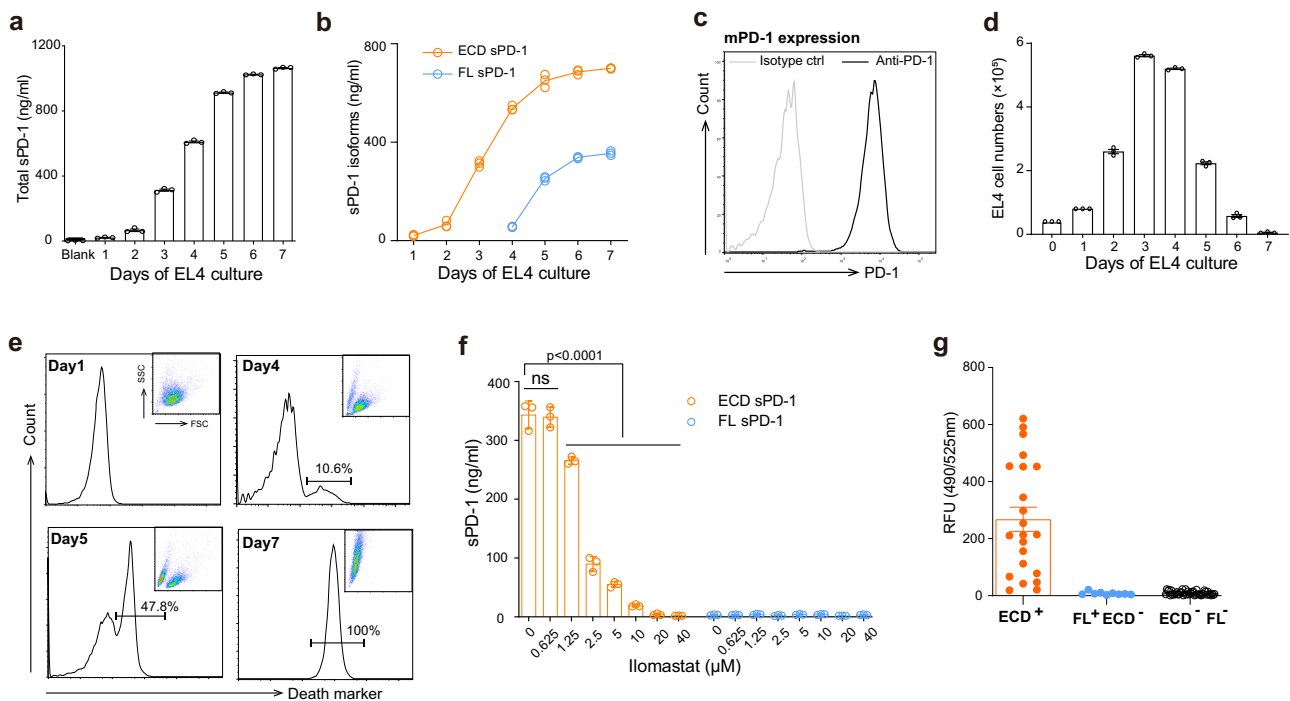 a
Total sPD-1 (ng/ml)
1200
800
400
0
Blank 1 2 3 4 5 6 7
Days of EL4 culture
b
sPD-1 isoforms (ng/ml)
800
400
0
ECD sPD-1
FL sPD-1
1 2 3 4 5 6 7
Days of EL4 culture
c
mPD-1 expression
Isotype ctrl Anti-PD-1
Count
PD-1
d
EL4 cell numbers (×10⁵)
6
4
2
0
0 1 2 3 4 5 6 7
Days of EL4 culture
e
Day1
SSC
FSC
Day4
10.6%
Day5
47.8%
Day7
100%
Count
Death marker
f
p<0.0001
ns
ECD sPD-1
FL sPD-1
sPD-1 (ng/ml)
400
300
200
100
0
0 0.625 1.25 2.5 5 10 20 40 0 0.625 1.25 2.5 5 10 20 40
Ilomastat (µM)
g
RFU (490/525nm)
800
600
400
200
0
ECD⁺ FL⁺ECD⁻ ECD⁻ FL⁻